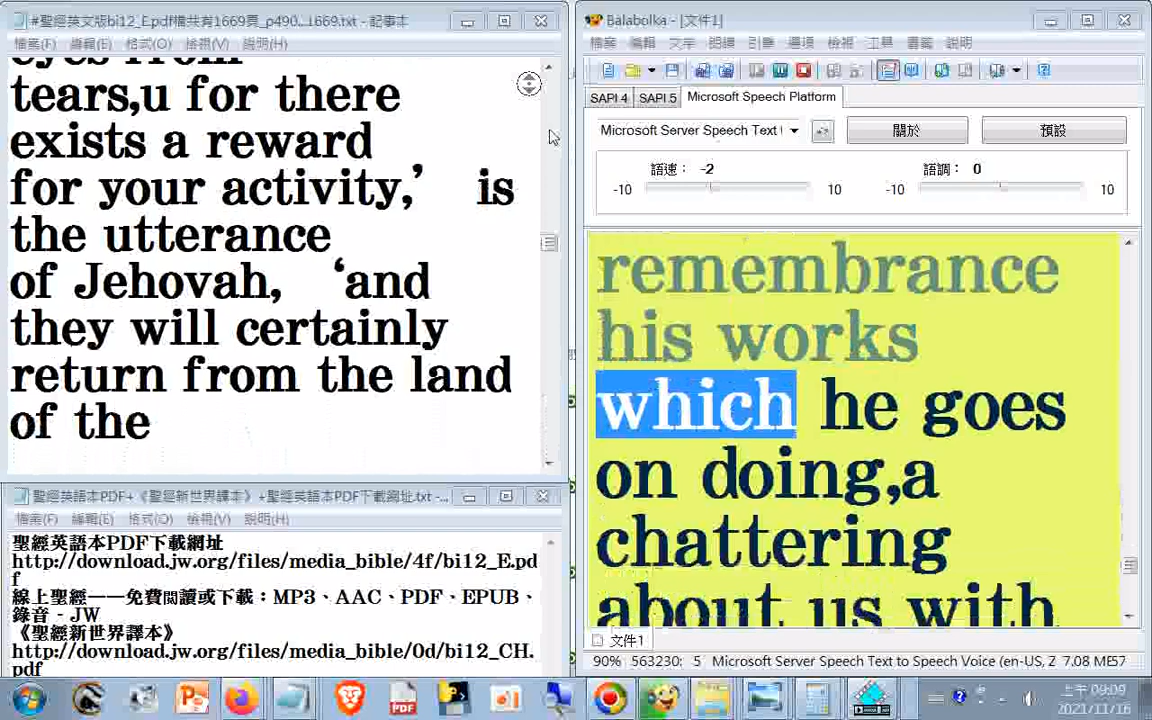 #聖經英文版bi12_E.pdf檔共有1669頁_p490...1669.txt - 記事本
檔案(F) 編輯(E) 格式(O) 檢視(V) 說明(H)
eyes from
tears,u for there
exists a reward
for your activity,’ is
the utterance
of Jehovah, ‘and
they will certainly
return from the land
of the
聖經英語本PDF+《聖經新世界譯本》+聖經英語本PDF下載網址.txt -...
檔案(F) 編輯(E) 格式(O) 檢視(V) 說明(H)
聖經英語本PDF下載網址
http://download.jw.org/files/media_bible/4f/bi12_E.pd
f
線上聖經——免費閱讀或下載：MP3、AAC、PDF、EPUB、
錄音 - JW
《聖經新世界譯本》
http://download.jw.org/files/media_bible/0d/bi12_CH.
pdf
Balabolka - [文件1]
檔案 編輯 文字 朗讀 引擎 選項 檢視 工具 書籤 說明
SAPI 4 SAPI 5 Microsoft Speech Platform
Microsoft Server Speech Text 關於 預設
語速： -2 語調： 0
-10 10 -10 10
remembrance
his works
which he goes
on doing,a
chattering
about us with
文件1
90% 563230: 5 Microsoft Server Speech Text to Speech Voice (en-US, Z 7.08 ME57
上午 09:09
2021/11/16